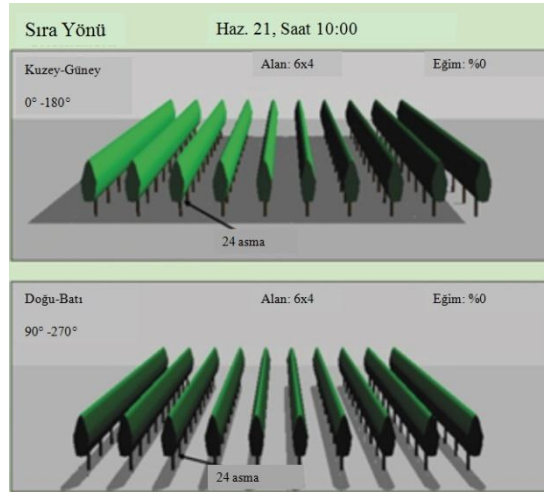 Sıra Yönü Haz. 21, Saat 10:00
Kuzey-Güney Alan: 6x4 Eğim: %0
0° -180°
24 asma
Doğu-Batı Alan: 6x4 Eğim: %0
90° -270°
24 asma